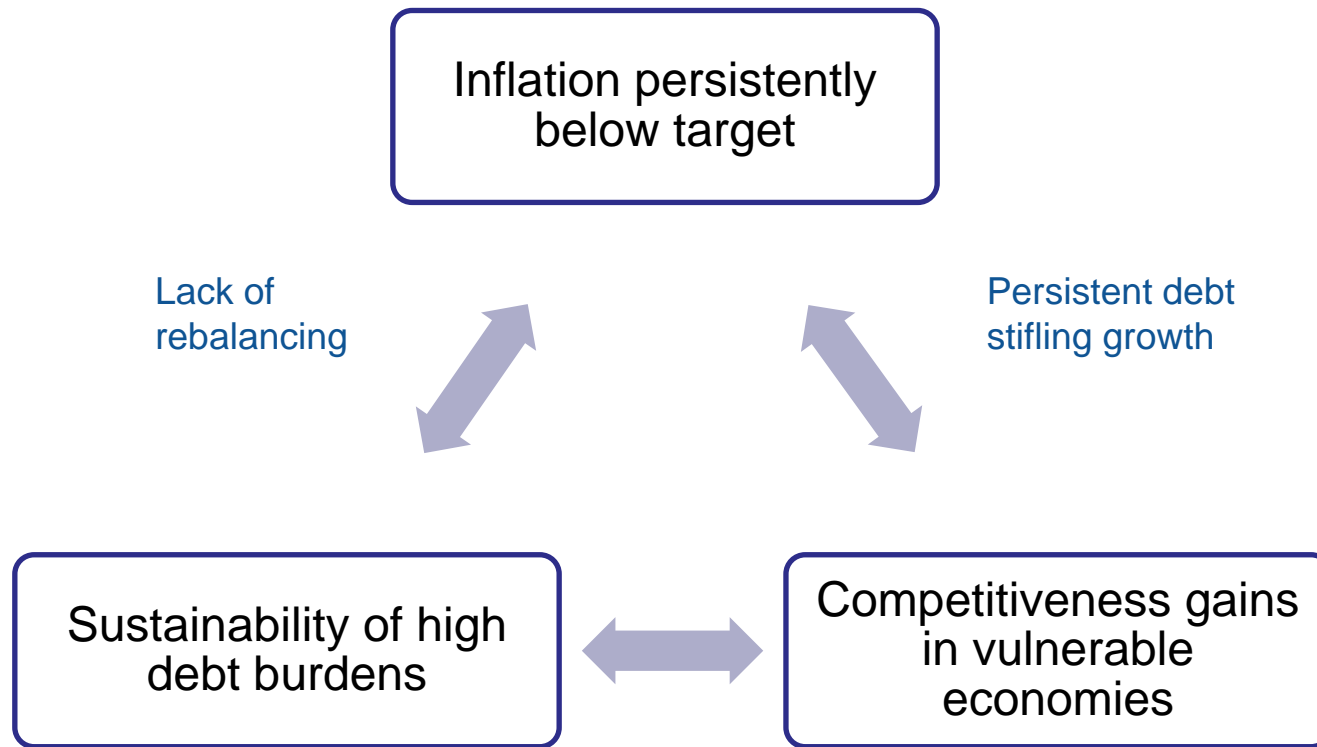 Inflation persistently
below target
Lack of
rebalancing
Persistent debt
stifling growth
Sustainability of high
debt burdens
Competitiveness gains
in vulnerable
economies